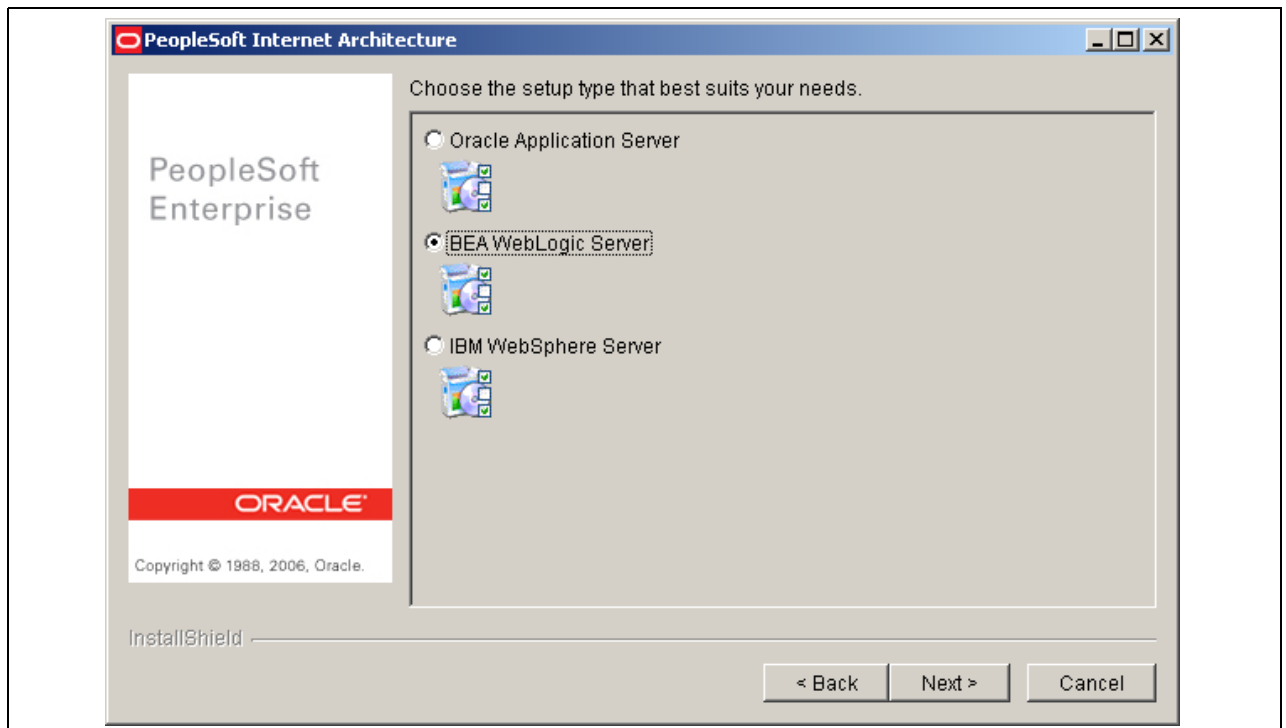 PeopleSoft Internet Architecture
Choose the setup type that best suits your needs.
PeopleSoft
Enterprise
Oracle Application Server
BEA WebLogic Server
IBM WebSphere Server
ORACLE
Copyright © 1988, 2006, Oracle.
InstallShield
< Back
Next >
Cancel